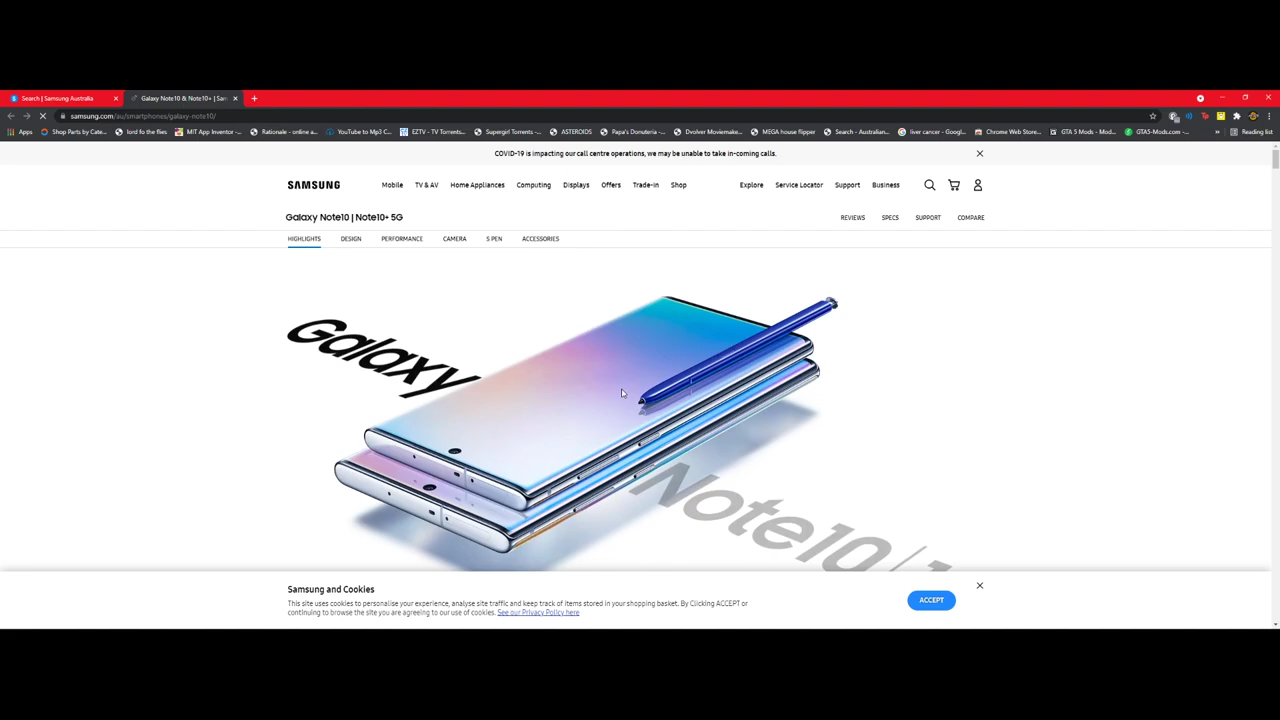 Search | Samsung Australia
Galaxy Note10 & Note10+ | Sam
samsung.com/au/smartphones/galaxy-note10/
Apps Shop Parts by Cate... lord fo the flies MIT App Inventor -... Rationale - online a... YouTube to Mp3 C... EZTV - TV Torrents... Supergirl Torrents -... ASTEROIDS Papa's Donuteria -... Dvolver Moviemake... MEGA house flipper Search - Australian... liver cancer - Googl... Chrome Web Store... GTA 5 Mods - Mod... GTA5-Mods.com -... » Reading list
COVID-19 is impacting our call centre operations, we may be unable to take in-coming calls.
SAMSUNG Mobile TV & AV Home Appliances Computing Displays Offers Trade-In Shop Explore Service Locator Support Business
Galaxy Note10 | Note10+ 5G REVIEWS SPECS SUPPORT COMPARE
HIGHLIGHTS DESIGN PERFORMANCE CAMERA S PEN ACCESSORIES
Galaxy
Note10 | 1
Samsung and Cookies
This site uses cookies to personalise your experience, analyse site traffic and keep track of items stored in your shopping basket. By Clicking ACCEPT or
continuing to browse the site you are agreeing to our use of cookies. See our Privacy Policy here
ACCEPT